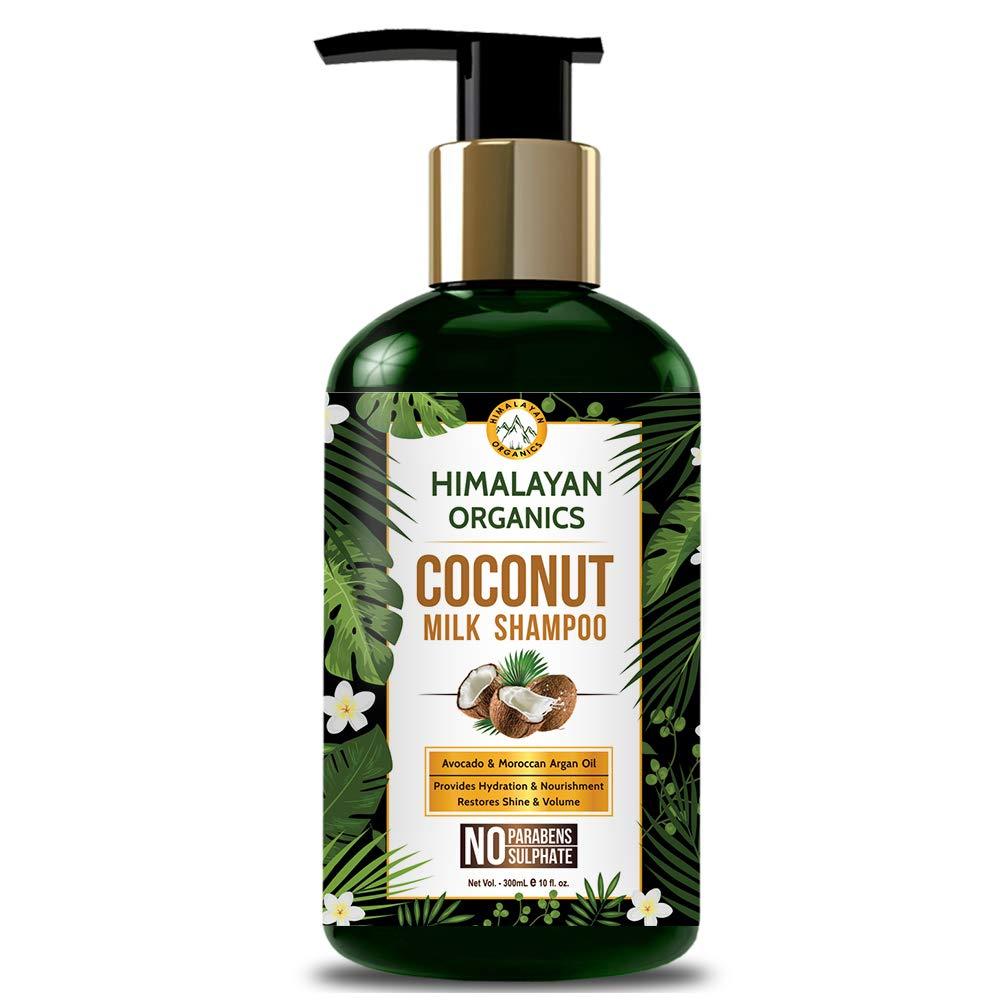 HIMALAYAN
ORGANICS
HIMALAYAN
ORGANICS
COCONUT
MILK SHAMPOO
Avocado & Moroccan Argan Oil
Provides Hydration & Nourishment
Restores Shine & Volume
NO PARABENS
SULPHATE
Net Vol. - 300mL e 10 fl. oz.